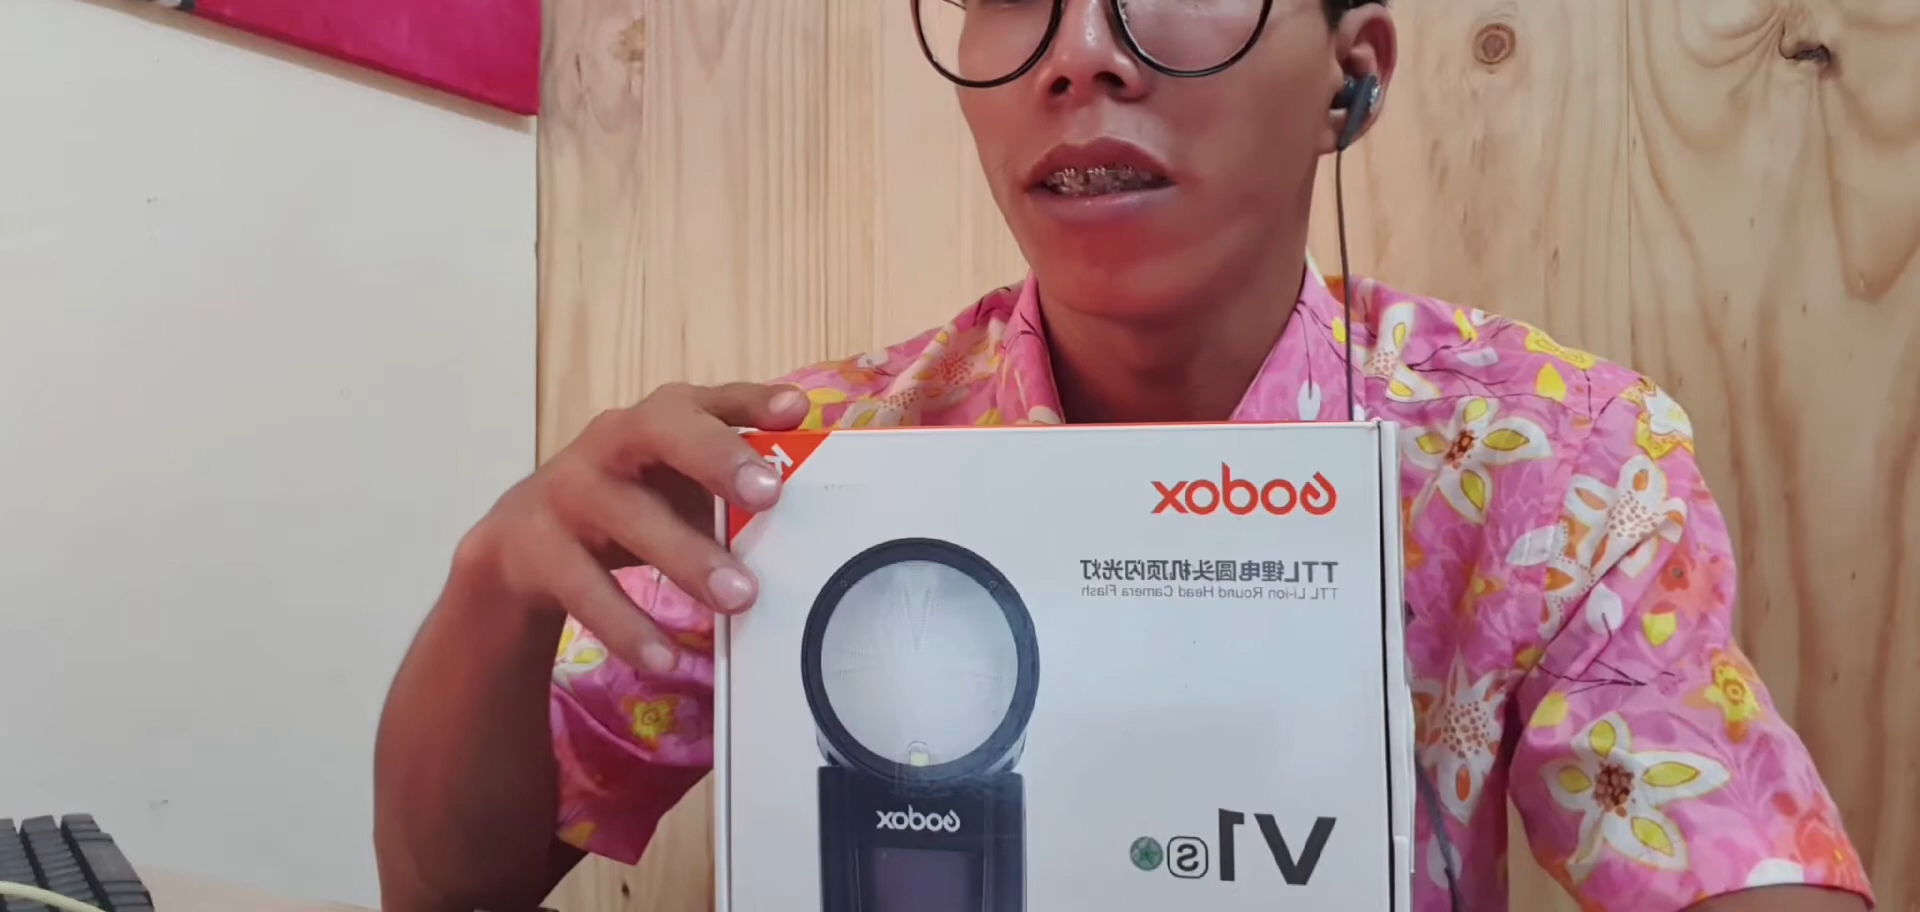 Godox
TTL锂电圆头机顶闪光灯
TTL Li-ion Round Head Camera Flash
Godox
V1 S